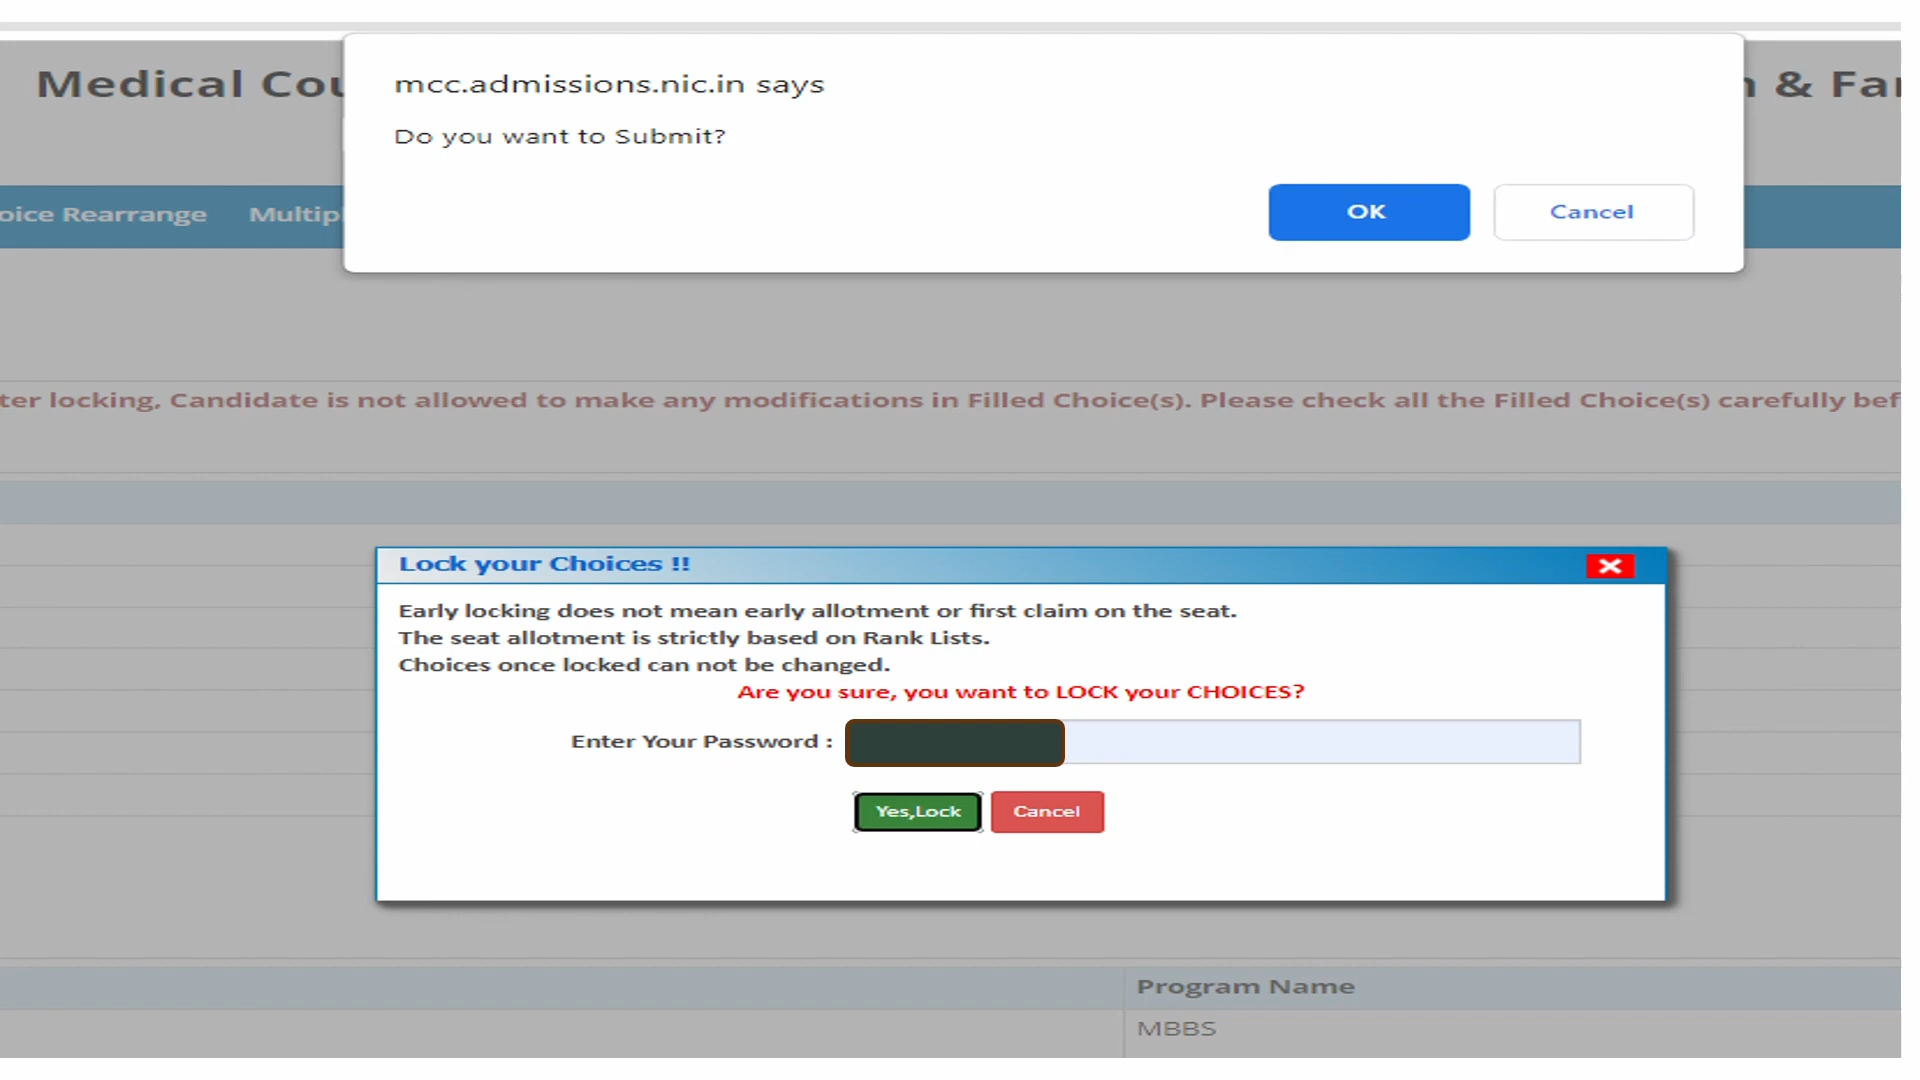 Medical Cou
mcc.admissions.nic.in says
n & Far
Do you want to Submit?
OK
Cancel
oice Rearrange
Multipl
ter locking, Candidate is not allowed to make any modifications in Filled Choice(s). Please check all the Filled Choice(s) carefully bef
Lock your Choices !!
Early locking does not mean early allotment or first claim on the seat.
The seat allotment is strictly based on Rank Lists.
Choices once locked can not be changed.
Are you sure, you want to LOCK your CHOICES?
Enter Your Password :
Yes,Lock
Cancel
Program Name
MBBS